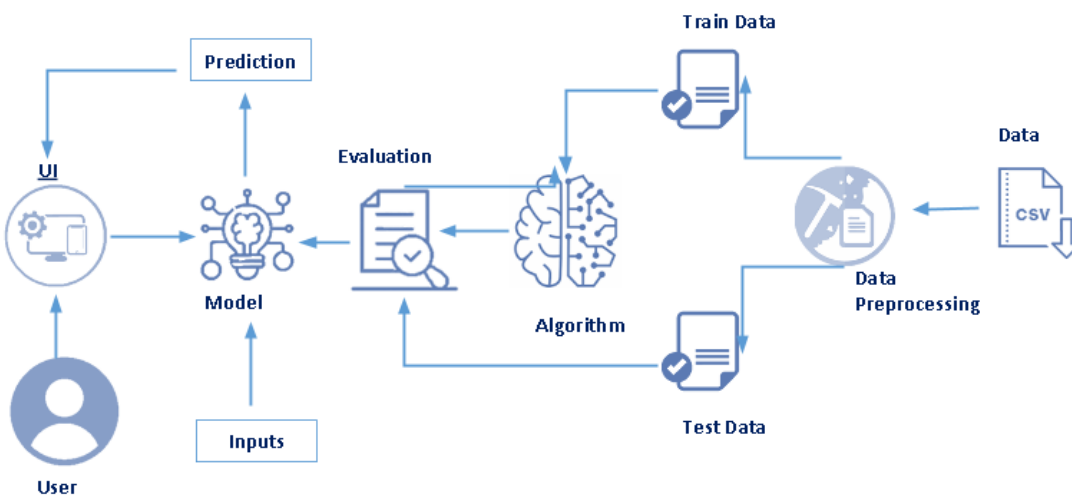 Train Data
Prediction
Data
Evaluation
UI
CSV
Model
Data
Preprocessing
Algorithm
Inputs
Test Data
User